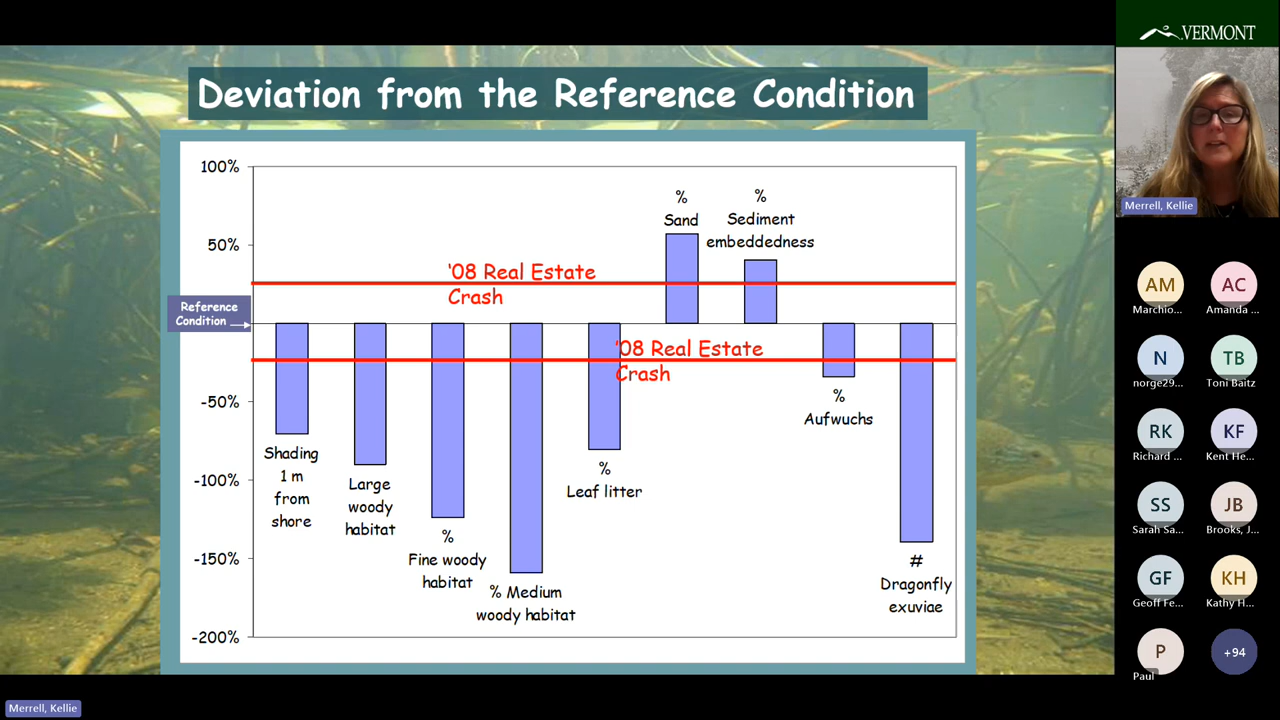 VERMONT
Deviation from the Reference Condition
100%
50%
-50%
-100%
-150%
-200%
Reference
Condition
'08 Real Estate
Crash
'08 Real Estate
Crash
Shading
1 m
from
shore
Large
woody
habitat
%
Fine woody
habitat
% Medium
woody habitat
%
Leaf litter
%
Sand
%
Sediment
embeddedness
%
Aufwuchs
#
Dragonfly
exuviae
Merrell, Kellie
AM
Marchio...
AC
Amanda ...
N
norge29...
TB
Toni Baitz
RK
Richard ...
KF
Kent He...
SS
Sarah Sa...
JB
Brooks, J...
GF
Geoff Fe...
KH
Kathy H...
P
Paul
+94
Merrell, Kellie